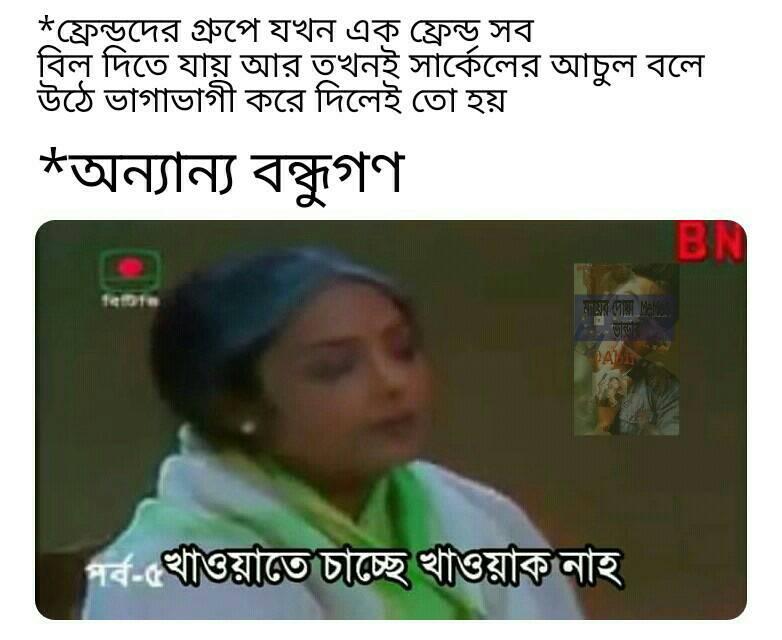 *ফ্রেন্ডদের গ্রুপে যখন এক ফ্রেন্ড সব
বিল দিতে যায় আর তখনই সার্কেলের আচুল বলে
উঠে ভাগাভাগী করে দিলেই তো হয়
*অন্যান্য বন্ধুগণ
BN
বিটিভি
মায়ের দোয়া
পর্ব-৫ খাওয়াতে চাচ্ছে খাওয়াক নাহ